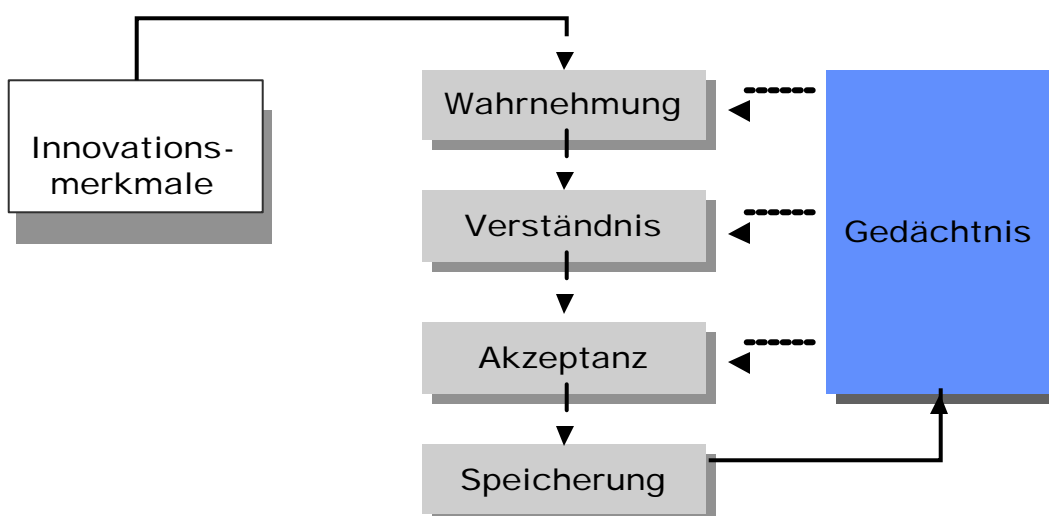 Innovations-
merkmale
Wahrnehmung
Verständnis
Akzeptanz
Speicherung
Gedächtnis